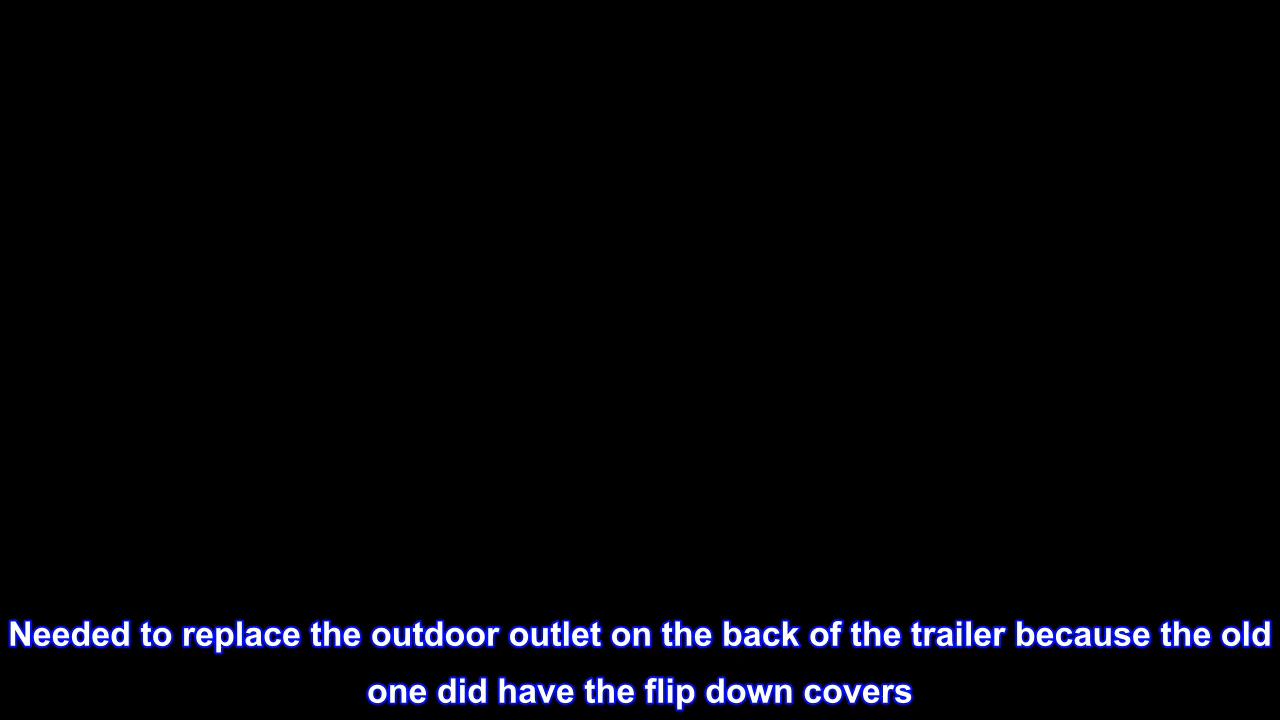 Needed to replace the outdoor outlet on the back of the trailer because the old
one did have the flip down covers